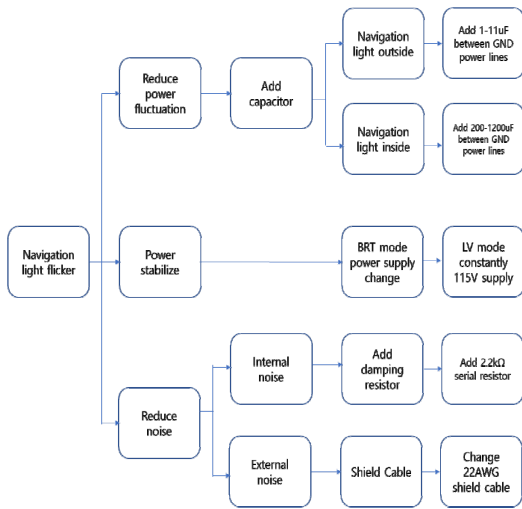 Navigation
light flicker
Reduce
power
fluctuation
Add
capacitor
Navigation
light outside
Add 1-11uF
between GND
power lines
Navigation
light inside
Add 200-1200uF
between GND
power lines
Power
stabilize
BRT mode
power supply
change
LV mode
constantly
115V supply
Reduce
noise
Internal
noise
Add
damping
resistor
Add 2.2kΩ
serial resistor
External
noise
Shield Cable
Change
22AWG
shield cable